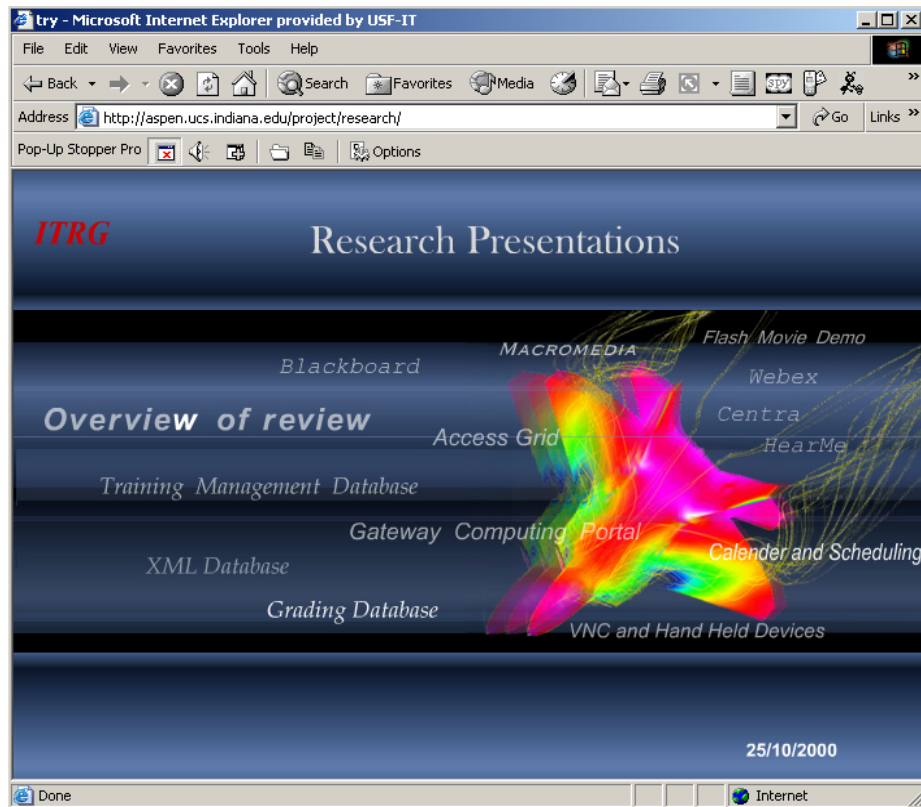 try - Microsoft Internet Explorer provided by USF-IT
File Edit View Favorites Tools Help
Back Search Favorites Media SPY »
Address http://aspen.ucs.indiana.edu/project/research/ Go Links »
Pop-Up Stopper Pro Options
ITRG
Research Presentations
Flash Movie Demo
MACROMEDIA
Blackboard
Webex
Overview of review
Centra
Access Grid
HearMe
Training Management Database
Gateway Computing Portal
Calender and Scheduling
XML Database
Grading Database
VNC and Hand Held Devices
25/10/2000
Done Internet